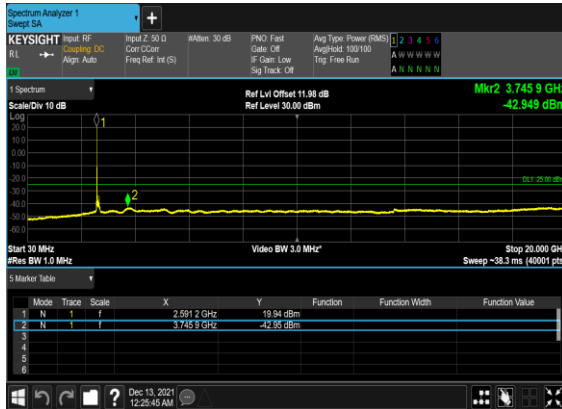 Spectrum Analyzer 1
Swept SA
+
KEYSIGHT Input: RF Input Z: 50 Ω #Atten: 30 dB PNO: Fast Avg Type: Power (RMS) 1 2 3 4 5 6
RL Coupling: DC Corr CCorr Gate: Off Avg|Hold: 100/100 A W W W W W
Align: Auto Freq Ref: Int (S) IF Gain: Low Trig: Free Run
Sig Track: Off A N N N N N
1 Spectrum
Scale/Div 10 dB
Ref Lvl Offset 11.98 dB
Ref Level 30.00 dBm
Mkr2 3.745 9 GHz
-42.949 dBm
Log
20.0
10.0
0.00
-10.0
-20.0
-30.0
-40.0
-50.0
-60.0
1
2
DL1 -25.00 dBm
Start 30 MHz Video BW 3.0 MHz* Stop 20.000 GHz
#Res BW 1.0 MHz Sweep ~38.3 ms (40001 pts)
5 Marker Table
Mode Trace Scale X Y Function Function Width Function Value
1 N 1 f 2.591 2 GHz 19.94 dBm
2 N 1 f 3.745 9 GHz -42.95 dBm
3
4
5
6
? Dec 13, 2021
12:25:45 AM